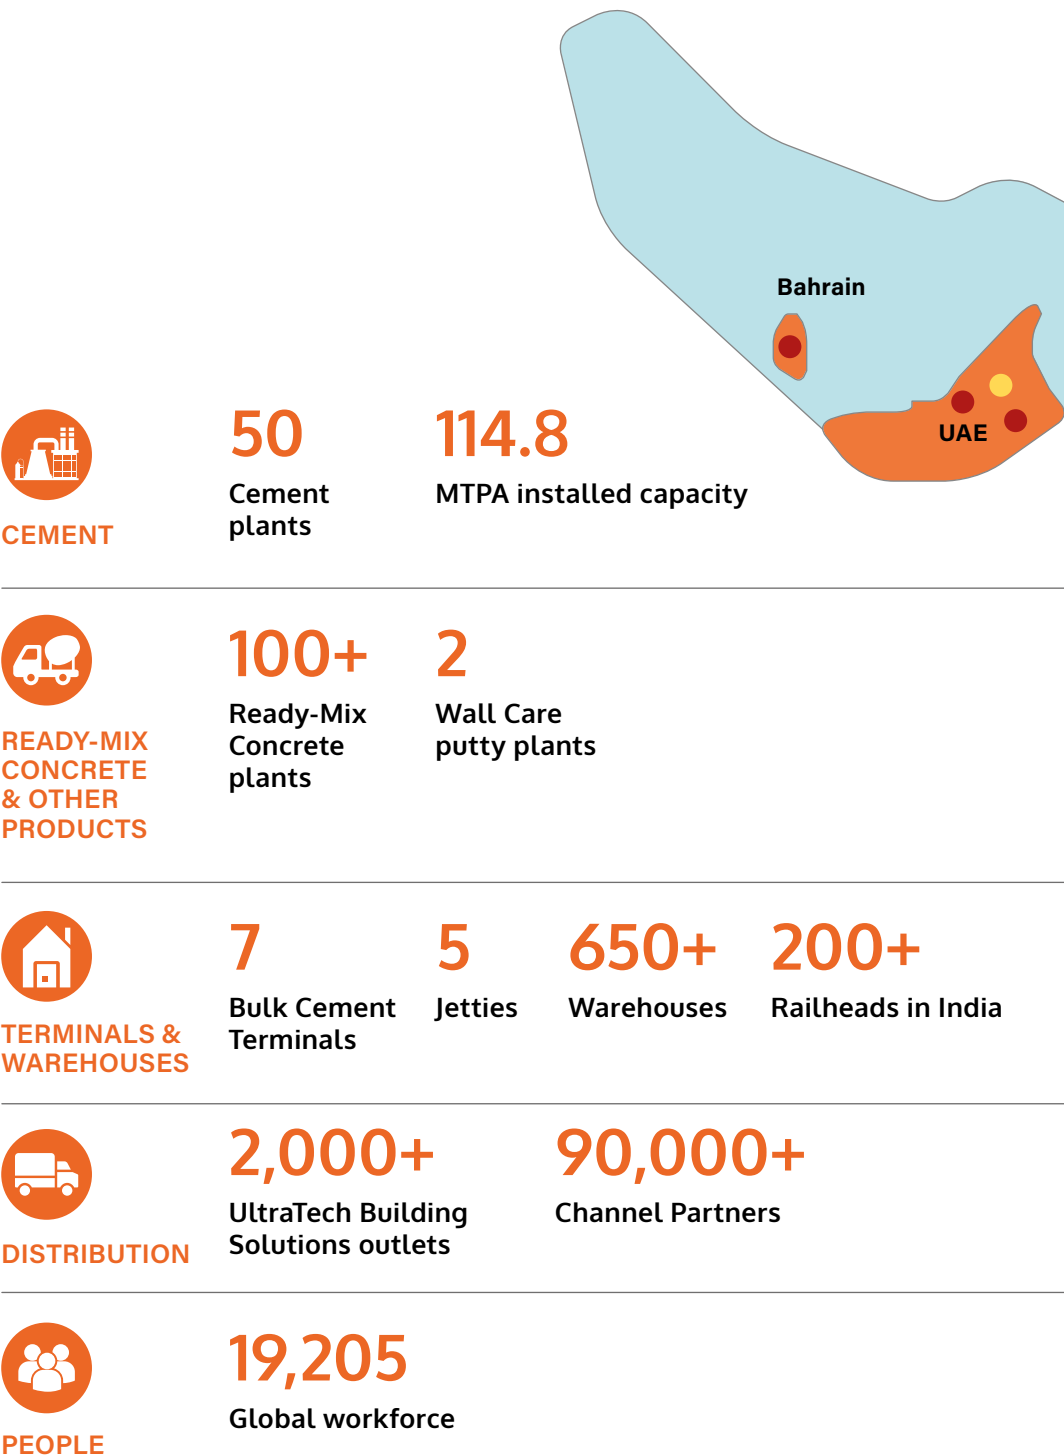 Bahrain
UAE
CEMENT
50
Cement
plants
114.8
MTPA installed capacity
READY-MIX
CONCRETE
& OTHER
PRODUCTS
100+
Ready-Mix
Concrete
plants
2
Wall Care
putty plants
TERMINALS &
WAREHOUSES
7
Bulk Cement
Terminals
5
Jetties
650+
Warehouses
200+
Railheads in India
DISTRIBUTION
2,000+
UltraTech Building
Solutions outlets
90,000+
Channel Partners
PEOPLE
19,205
Global workforce